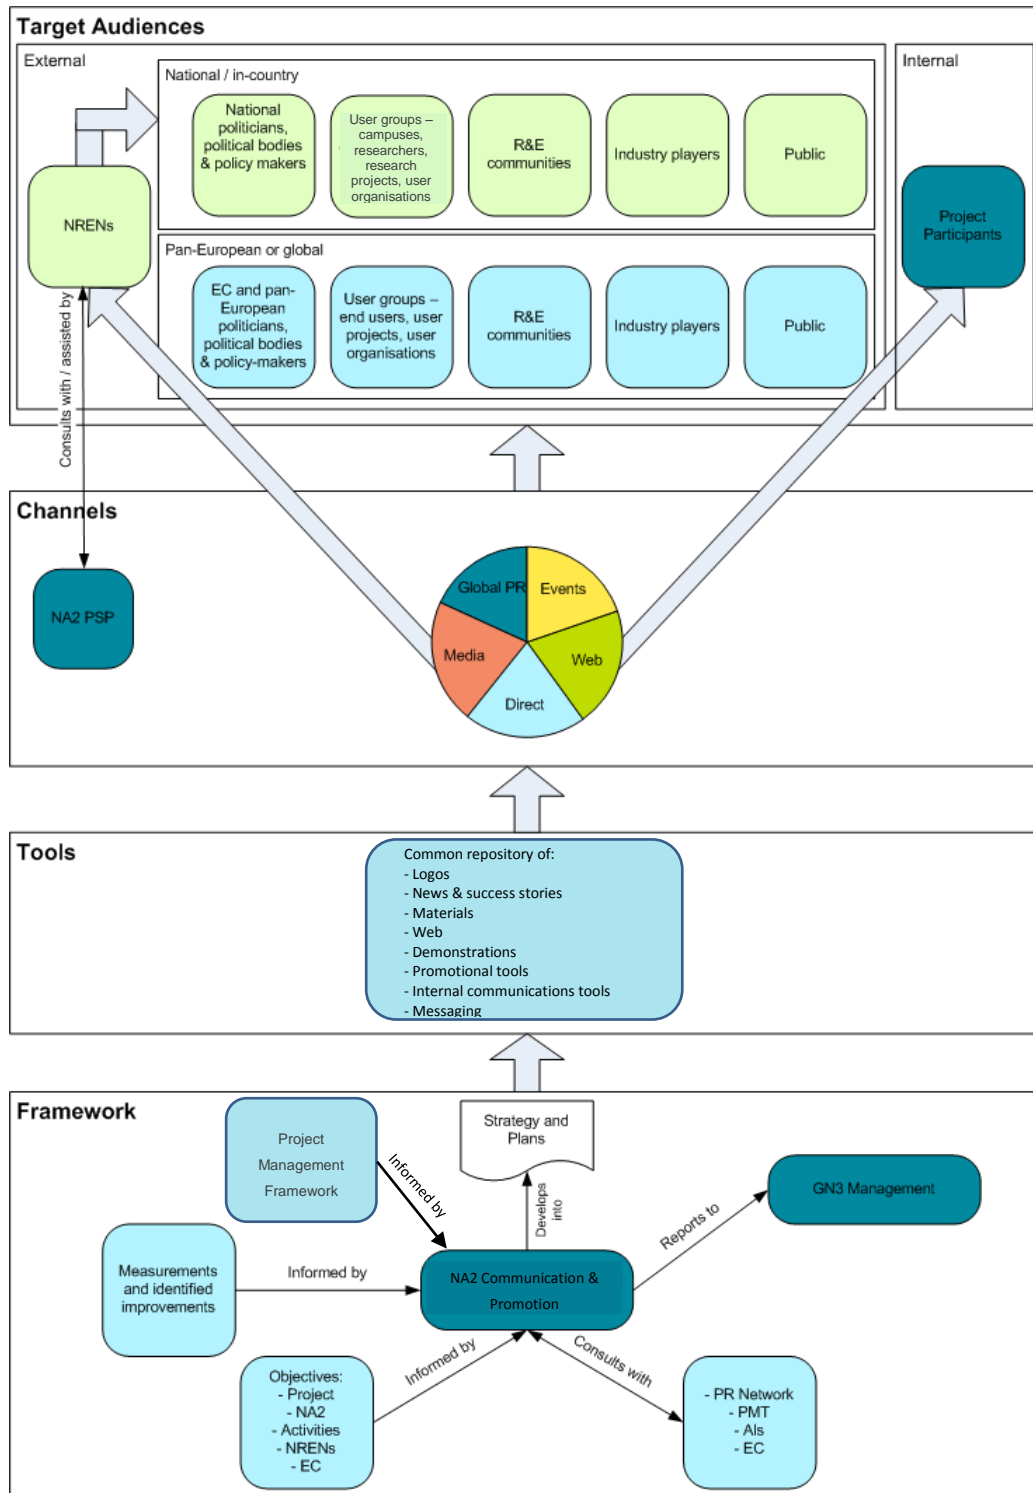 Target Audiences
External
Internal
National / in-country
National
politicians,
political bodies
& policy makers
User groups –
campuses,
researchers,
research
projects, user
organisations
R&E
communities
Industry players
Public
NRENs
Project
Participants
Pan-European or global
EC and pan-
European
politicians,
political bodies
& policy-makers
User groups –
end users, user
projects, user
organisations
R&E
communities
Industry players
Public
Consults with / assisted by
Channels
NA2 PSP
Global PR
Events
Media
Web
Direct
Tools
Common repository of:
- Logos
- News & success stories
- Materials
- Web
- Demonstrations
- Promotional tools
- Internal communications tools
- Messaging
Framework
Strategy and
Plans
Project
Management
Framework
Informed by
Develops
into
GN3 Management
Reports to
Measurements
and identified
improvements
Informed by
NA2 Communication &
Promotion
Informed by
Consults with
Objectives:
- Project
- NA2
- Activities
- NRENs
- EC
- PR Network
- PMT
- Als
- EC